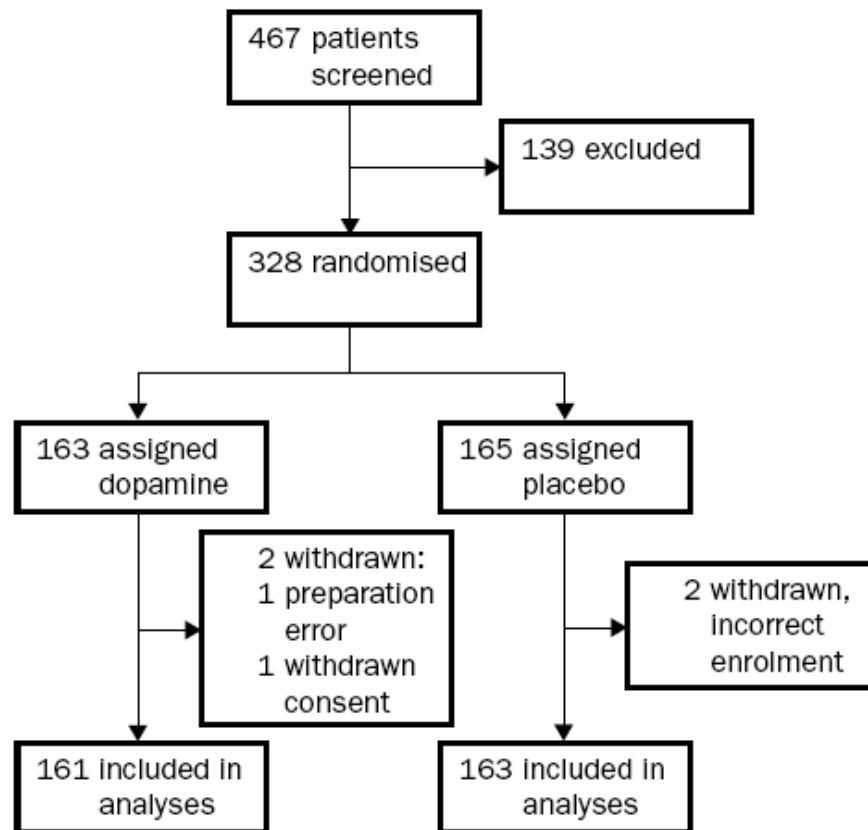 467 patients
screened
139 excluded
328 randomised
163 assigned
dopamine
165 assigned
placebo
2 withdrawn:
1 preparation
error
1 withdrawn
consent
2 withdrawn,
incorrect
enrolment
161 included in
analyses
163 included in
analyses